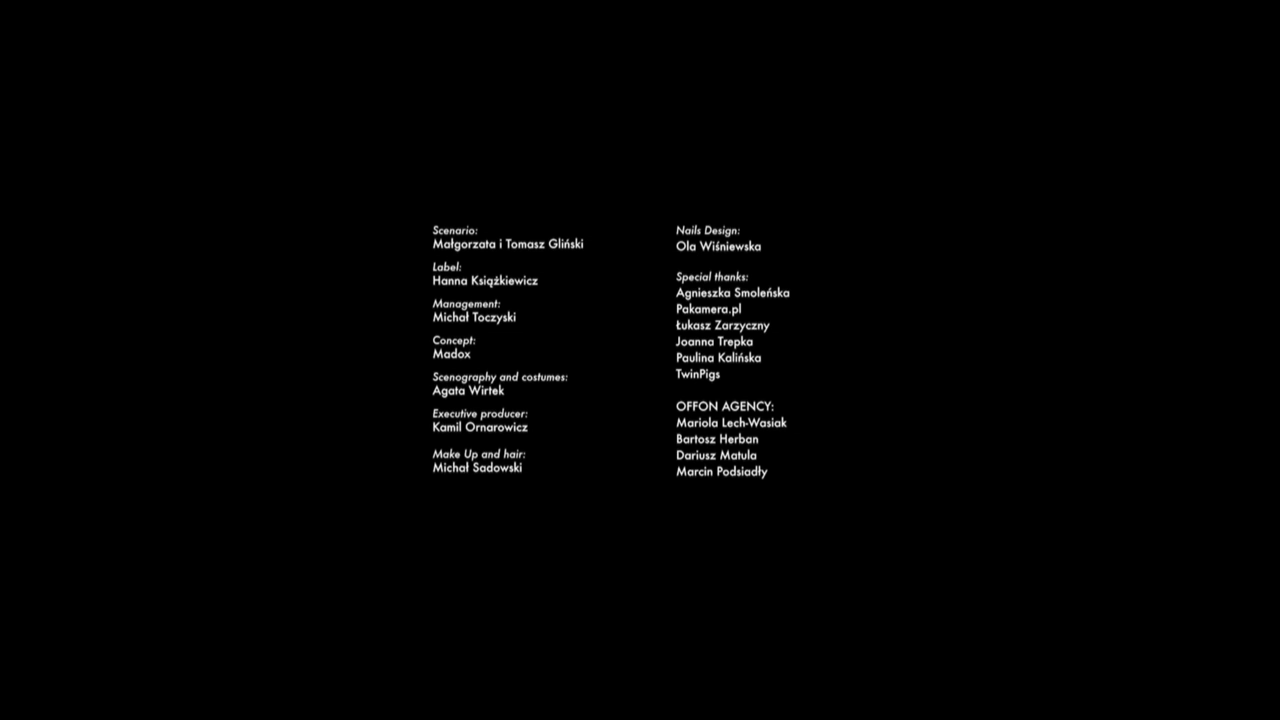 Scenario:
Małgorzata i Tomasz Gliński
Label:
Hanna Książkiewicz
Management:
Michał Toczyski
Concept:
Madox
Scenography and costumes:
Agata Wirtek
Executive producer:
Kamil Ornarowicz
Make Up and hair:
Michał Sadowski
Nails Design:
Ola Wiśniewska
Special thanks:
Agnieszka Smoleńska
Pakamera.pl
Łukasz Zarzyczny
Joanna Trepka
Paulina Kalińska
TwinPigs
OFFON AGENCY:
Mariola Lech-Wasiak
Bartosz Herban
Dariusz Matula
Marcin Podsiadły